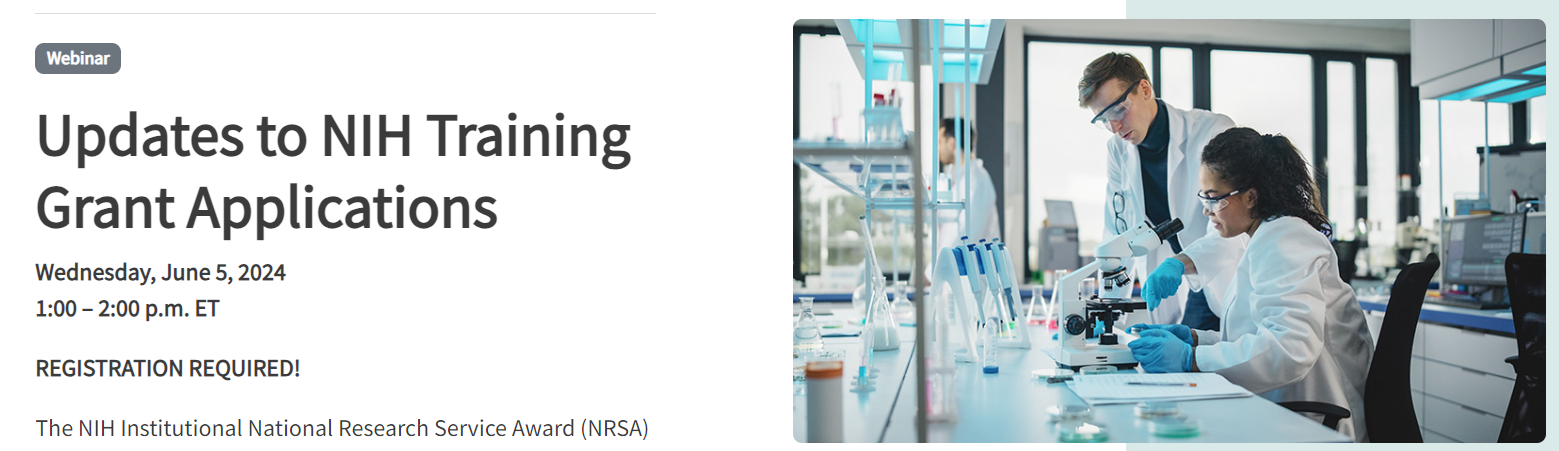 Webinar
Updates to NIH Training
Grant Applications
Wednesday, June 5, 2024
1:00 – 2:00 p.m. ET
REGISTRATION REQUIRED!
The NIH Institutional National Research Service Award (NRSA)